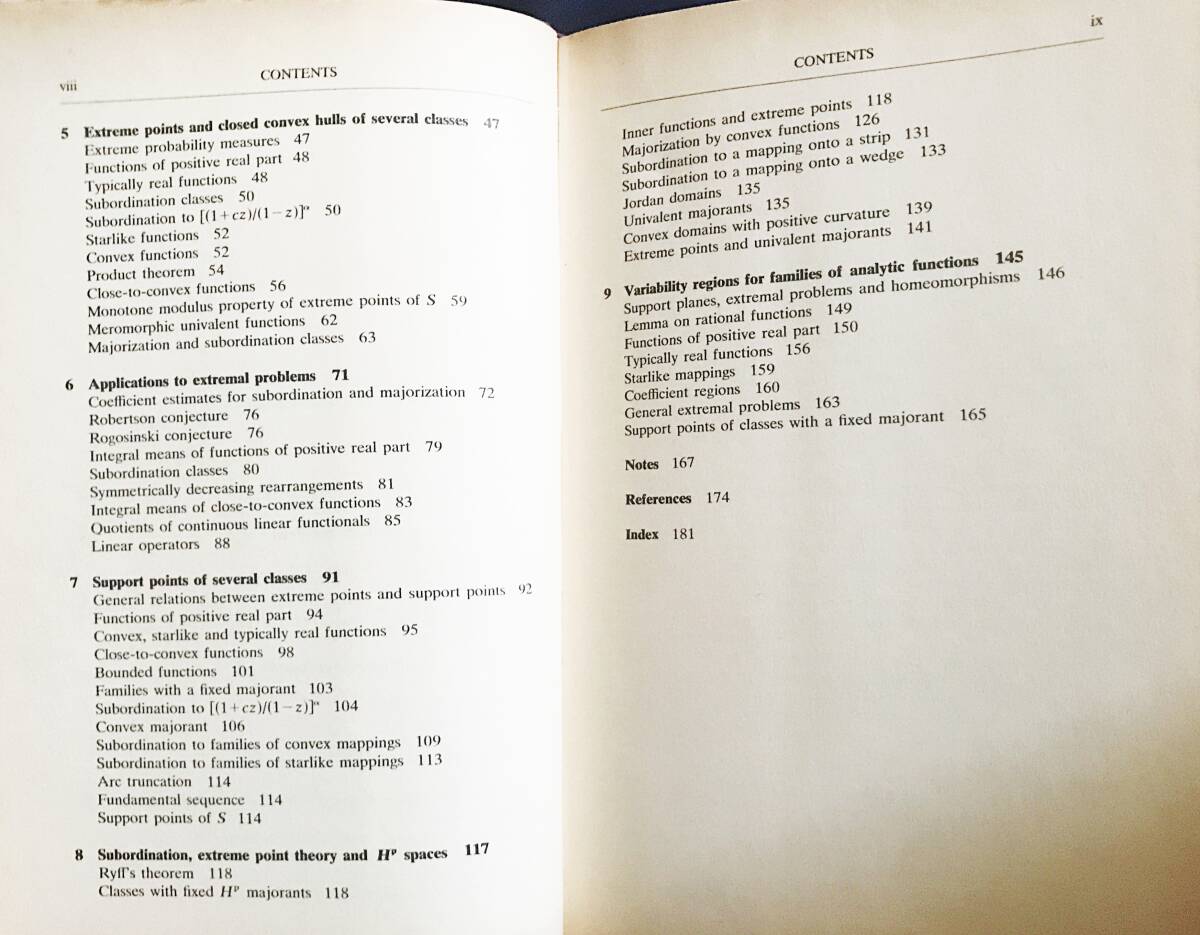 viii
CONTENTS
5 Extreme points and closed convex hulls of several classes 47
Extreme probability measures 47
Functions of positive real part 48
Typically real functions 48
Subordination classes 50
Subordination to [(1+cz)/(1−z)]^α 50
Starlike functions 52
Convex functions 52
Product theorem 54
Close-to-convex functions 56
Monotone modulus property of extreme points of S 59
Meromorphic univalent functions 62
Majorization and subordination classes 63
6 Applications to extremal problems 71
Coefficient estimates for subordination and majorization 72
Robertson conjecture 76
Rogosinski conjecture 76
Integral means of functions of positive real part 79
Subordination classes 80
Symmetrically decreasing rearrangements 81
Integral means of close-to-convex functions 83
Quotients of continuous linear functionals 85
Linear operators 88
7 Support points of several classes 91
General relations between extreme points and support points 92
Functions of positive real part 94
Convex, starlike and typically real functions 95
Close-to-convex functions 98
Bounded functions 101
Families with a fixed majorant 103
Subordination to [(1+cz)/(1−z)]^α 104
Convex majorant 106
Subordination to families of convex mappings 109
Subordination to families of starlike mappings 113
Arc truncation 114
Fundamental sequence 114
Support points of S 114
8 Subordination, extreme point theory and H^p spaces 117
Ryff's theorem 118
Classes with fixed H^p majorants 118
ix
CONTENTS
Inner functions and extreme points 118
Majorization by convex functions 126
Subordination to a mapping onto a strip 131
Subordination to a mapping onto a wedge 133
Jordan domains 135
Univalent majorants 135
Convex domains with positive curvature 139
Extreme points and univalent majorants 141
9 Variability regions for families of analytic functions 145
Support planes, extremal problems and homeomorphisms 146
Lemma on rational functions 149
Functions of positive real part 150
Typically real functions 156
Starlike mappings 159
Coefficient regions 160
General extremal problems 163
Support points of classes with a fixed majorant 165
Notes 167
References 174
Index 181